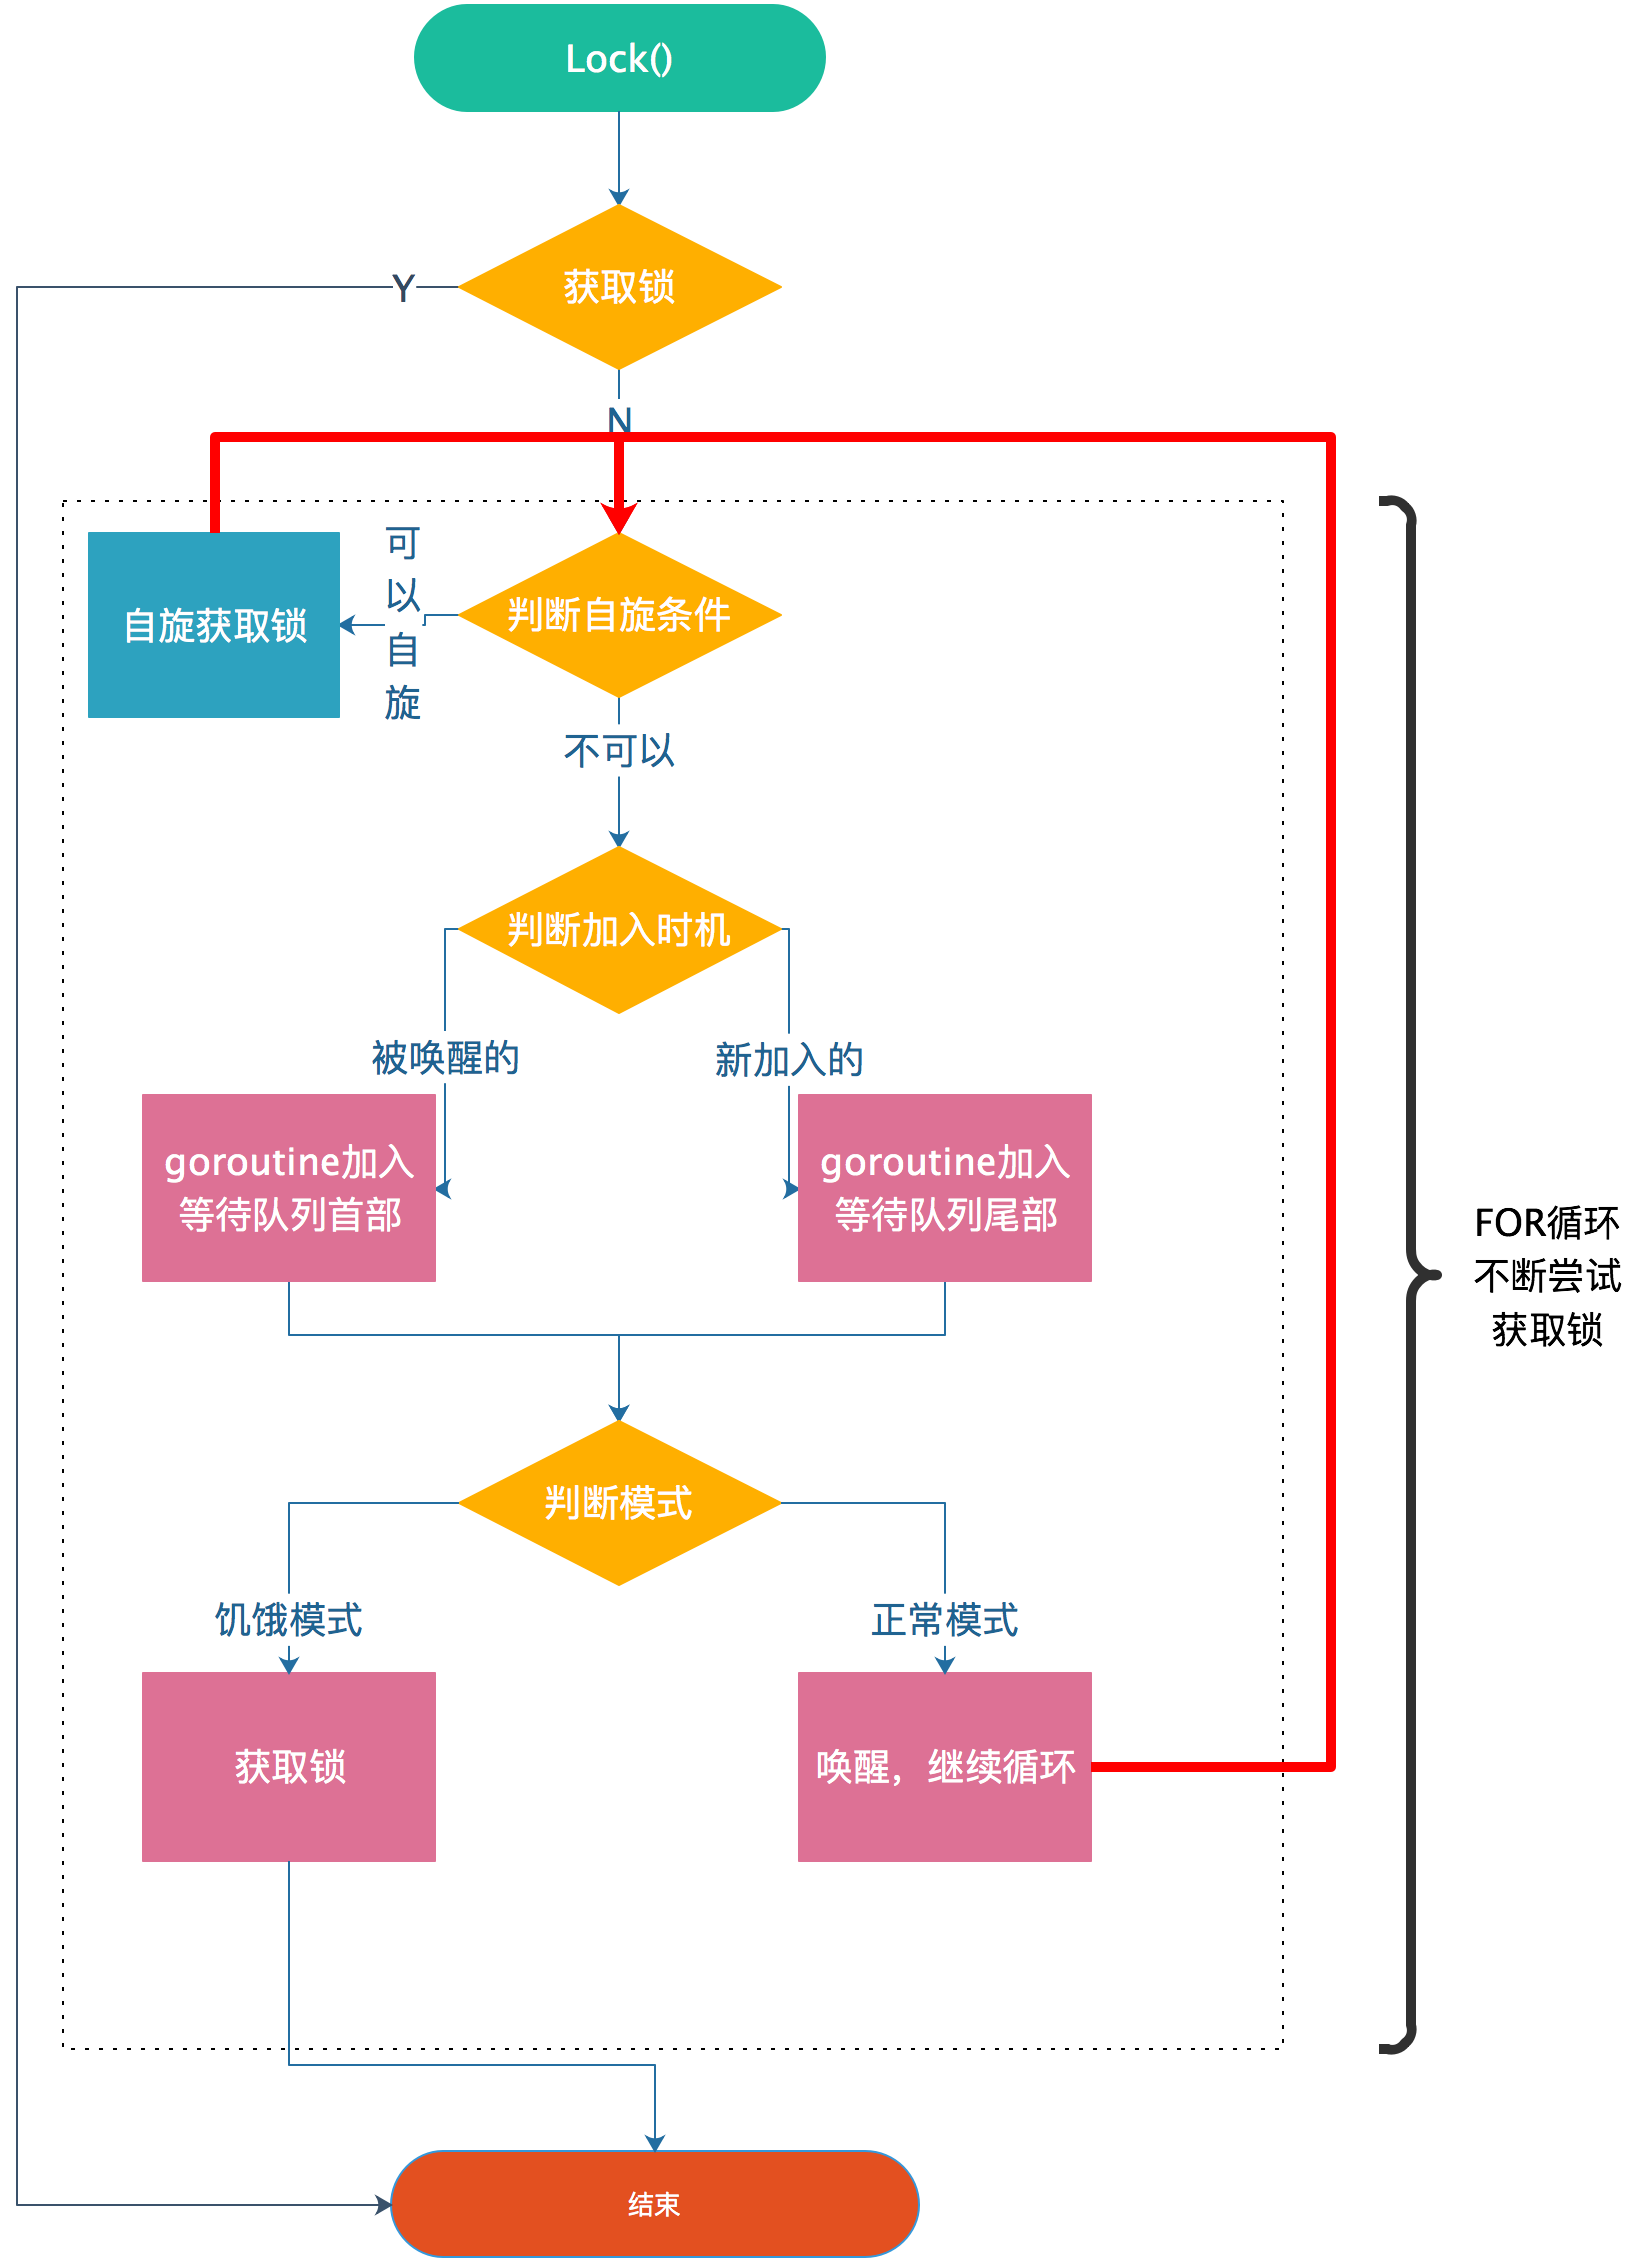 Lock()
获取锁
Y
N
可
以
自
旋
自旋获取锁
判断自旋条件
不可以
判断加入时机
被唤醒的
新加入的
goroutine加入
等待队列首部
goroutine加入
等待队列尾部
FOR循环
不断尝试
获取锁
判断模式
饥饿模式
正常模式
获取锁
唤醒，继续循环
结束